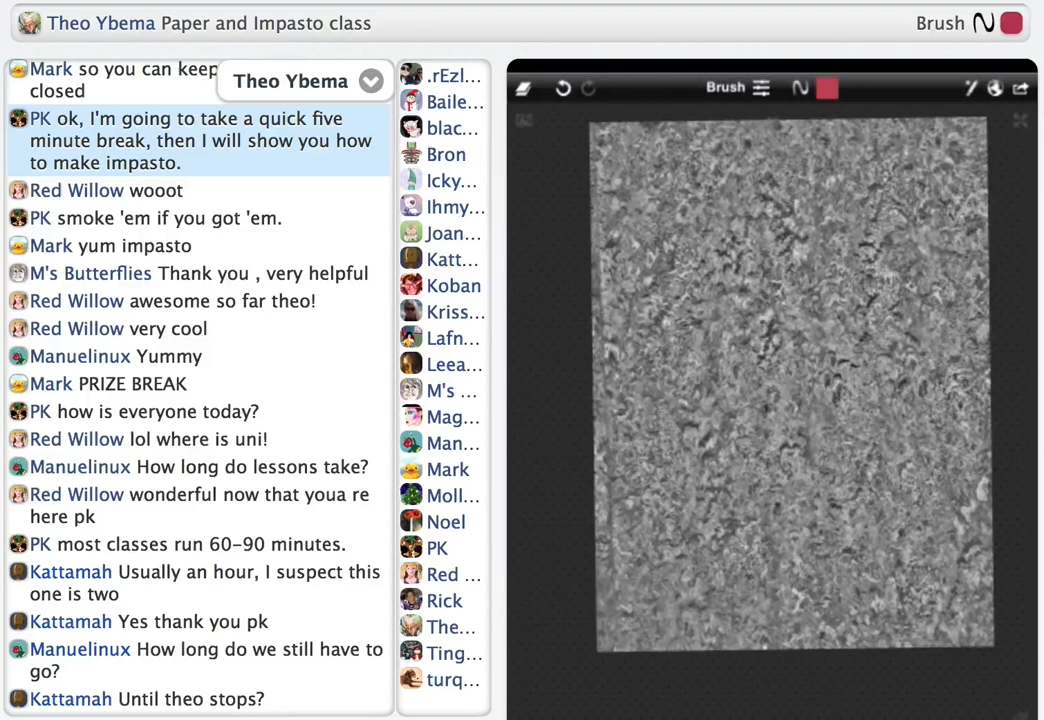 Theo Ybema Paper and Impasto class
Brush
Mark so you can keep
closed
Theo Ybema
PK ok, I'm going to take a quick five
minute break, then I will show you how
to make impasto.
Red Willow wooot
PK smoke 'em if you got 'em.
Mark yum impasto
M's Butterflies Thank you , very helpful
Red Willow awesome so far theo!
Red Willow very cool
Manuelinux Yummy
Mark PRIZE BREAK
PK how is everyone today?
Red Willow lol where is uni!
Manuelinux How long do lessons take?
Red Willow wonderful now that youa re
here pk
PK most classes run 60-90 minutes.
Kattamah Usually an hour, I suspect this
one is two
Kattamah Yes thank you pk
Manuelinux How long do we still have to
go?
Kattamah Until theo stops?
.rEzl...
Baile...
blac...
Bron
Icky...
Ihmy...
Joan...
Katt...
Koban
Kriss...
Lafn...
Leea...
M's ...
Mag...
Man...
Mark
Moll...
Noel
PK
Red ...
Rick
The...
Ting...
turq...
Brush